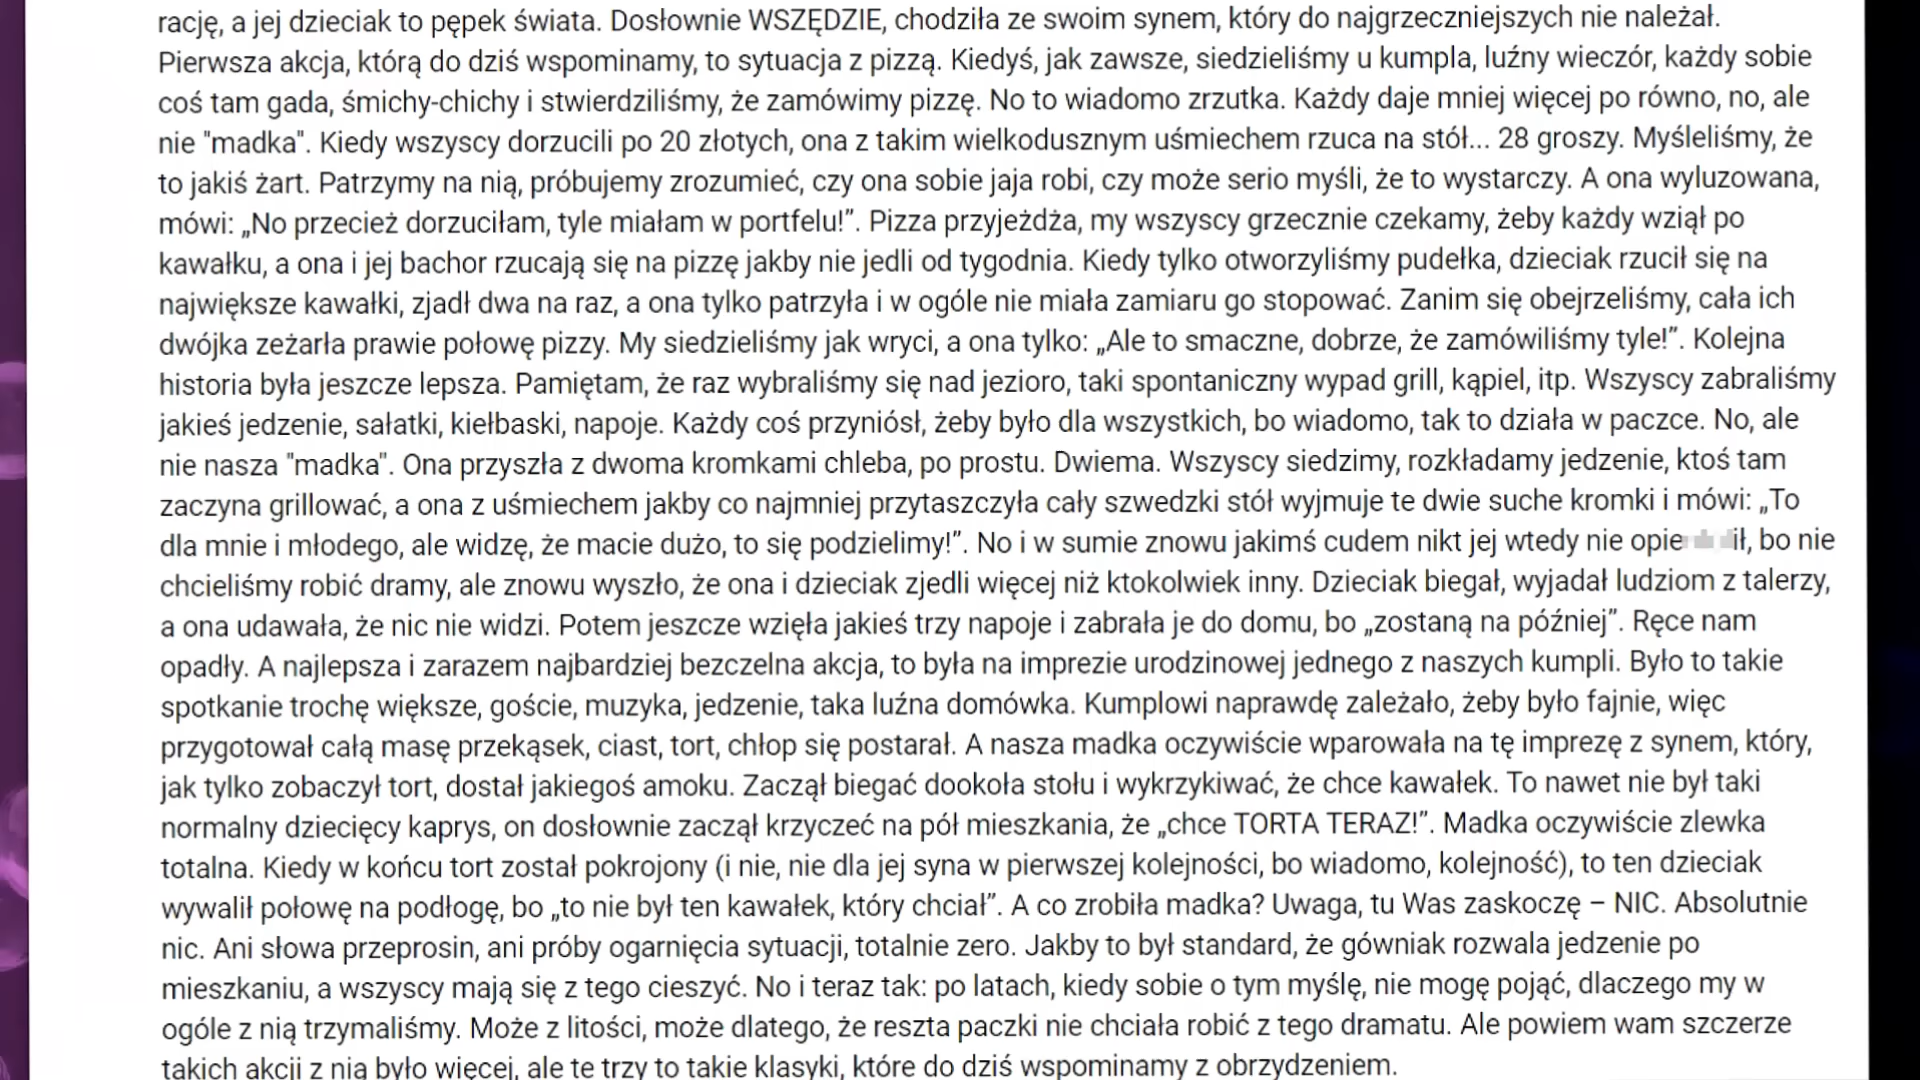 rację, a jej dzieciak to pępek świata. Dosłownie WSZĘDZIE, chodziła ze swoim synem, który do najgrzeczniejszych nie należał.
Pierwsza akcja, którą do dziś wspominamy, to sytuacja z pizzą. Kiedyś, jak zawsze, siedzieliśmy u kumpla, luźny wieczór, każdy sobie
coś tam gada, śmichy-chichy i stwierdziliśmy, że zamówimy pizzę. No to wiadomo zrzutka. Każdy daje mniej więcej po równo, no, ale
nie "madka". Kiedy wszyscy dorzucili po 20 złotych, ona z takim wielkodusznym uśmiechem rzuca na stół... 28 groszy. Myśleliśmy, że
to jakiś żart. Patrzymy na nią, próbujemy zrozumieć, czy ona sobie jaja robi, czy może serio myśli, że to wystarczy. A ona wyluzowana,
mówi: „No przecież dorzuciłam, tyle miałam w portfelu!”. Pizza przyjeżdża, my wszyscy grzecznie czekamy, żeby każdy wziął po
kawałku, a ona i jej bachor rzucają się na pizzę jakby nie jedli od tygodnia. Kiedy tylko otworzyliśmy pudełka, dzieciak rzucił się na
największe kawałki, zjadł dwa na raz, a ona tylko patrzyła i w ogóle nie miała zamiaru go stopować. Zanim się obejrzeliśmy, cała ich
dwójka zeżarła prawie połowę pizzy. My siedzieliśmy jak wryci, a ona tylko: „Ale to smaczne, dobrze, że zamówiliśmy tyle!”. Kolejna
historia była jeszcze lepsza. Pamiętam, że raz wybraliśmy się nad jezioro, taki spontaniczny wypad grill, kąpiel, itp. Wszyscy zabraliśmy
jakieś jedzenie, sałatki, kiełbaski, napoje. Każdy coś przyniósł, żeby było dla wszystkich, bo wiadomo, tak to działa w paczce. No, ale
nie nasza "madka". Ona przyszła z dwoma kromkami chleba, po prostu. Dwiema. Wszyscy siedzimy, rozkładamy jedzenie, ktoś tam
zaczyna grillować, a ona z uśmiechem jakby co najmniej przytaszczyła cały szwedzki stół wyjmuje te dwie suche kromki i mówi: „To
dla mnie i młodego, ale widzę, że macie dużo, to się podzielimy!”. No i w sumie znowu jakimś cudem nikt jej wtedy nie opie ił, bo nie
chcieliśmy robić dramy, ale znowu wyszło, że ona i dzieciak zjedli więcej niż ktokolwiek inny. Dzieciak biegał, wyjadał ludziom z talerzy,
a ona udawała, że nic nie widzi. Potem jeszcze wzięła jakieś trzy napoje i zabrała je do domu, bo „zostaną na później”. Ręce nam
opadły. A najlepsza i zarazem najbardziej bezczelna akcja, to była na imprezie urodzinowej jednego z naszych kumpli. Było to takie
spotkanie trochę większe, goście, muzyka, jedzenie, taka luźna domówka. Kumplowi naprawdę zależało, żeby było fajnie, więc
przygotował całą masę przekąsek, ciast, tort, chłop się postarał. A nasza madka oczywiście wparowała na tę imprezę z synem, który,
jak tylko zobaczył tort, dostał jakiegoś amoku. Zaczął biegać dookoła stołu i wykrzykiwać, że chce kawałek. To nawet nie był taki
normalny dziecięcy kaprys, on dosłownie zaczął krzyczeć na pół mieszkania, że „chce TORTA TERAZ!”. Madka oczywiście zlewka
totalna. Kiedy w końcu tort został pokrojony (i nie, nie dla jej syna w pierwszej kolejności, bo wiadomo, kolejność), to ten dzieciak
wywalił połowę na podłogę, bo „to nie był ten kawałek, który chciał”. A co zrobiła madka? Uwaga, tu Was zaskoczę – NIC. Absolutnie
nic. Ani słowa przeprosin, ani próby ogarnięcia sytuacji, totalnie zero. Jakby to był standard, że gówniak rozwala jedzenie po
mieszkaniu, a wszyscy mają się z tego cieszyć. No i teraz tak: po latach, kiedy sobie o tym myślę, nie mogę pojąć, dlaczego my w
ogóle z nią trzymaliśmy. Może z litości, może dlatego, że reszta paczki nie chciała robić z tego dramatu. Ale powiem wam szczerze
takich akcji z nią było więcej, ale te trzy to takie klasyki, które do dziś wspominamy z obrzydzeniem.